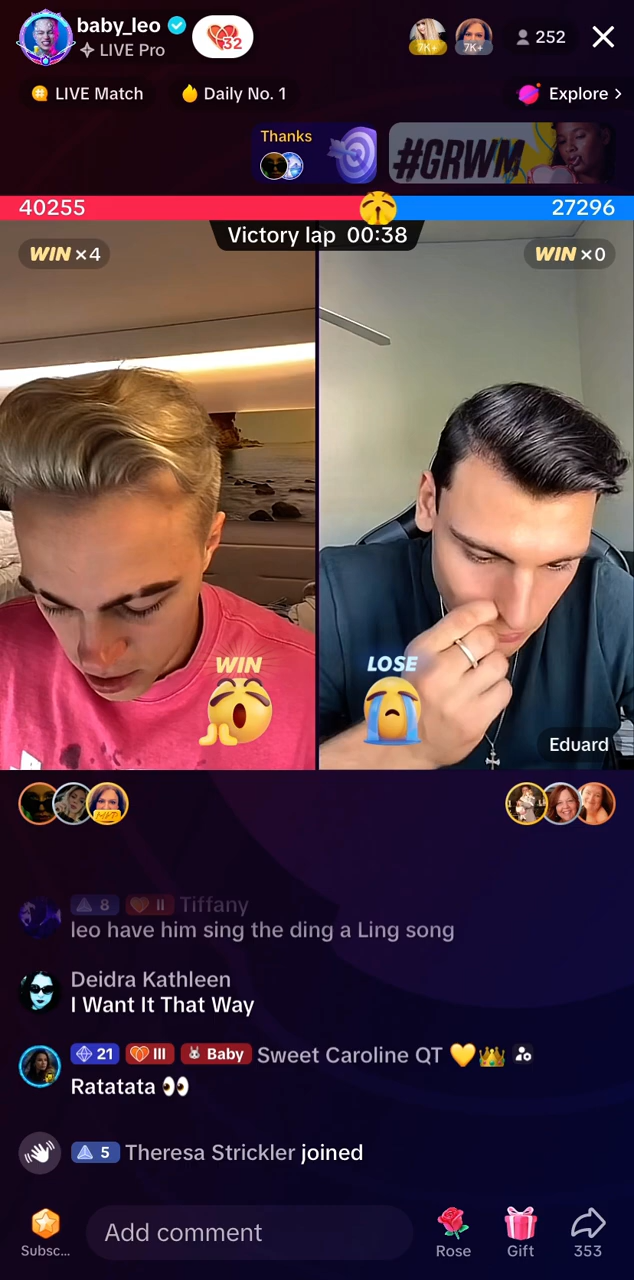 baby_leo
LIVE Pro
32
7K+
7K+
252
LIVE Match
Daily No. 1
Explore >
Thanks
#GRWM
40255
27296
Victory lap 00:38
WIN ×4
WIN ×0
WIN
LOSE
Eduard
8 II Tiffany
leo have him sing the ding a Ling song
Deidra Kathleen
I Want It That Way
21 III Baby Sweet Caroline QT 💛👑
Ratatata 👀
5 Theresa Strickler joined
Add comment
Subsc...
Rose
Gift
353